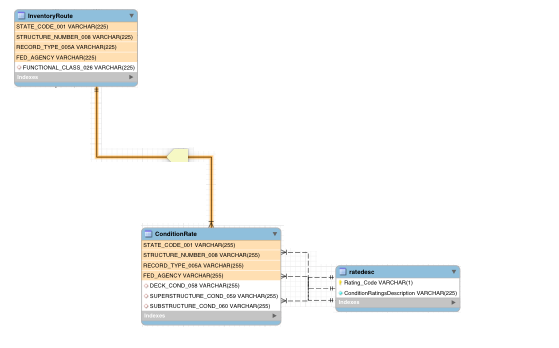 InventoryRoute
STATE_CODE_001 VARCHAR(225)
STRUCTURE_NUMBER_008 VARCHAR(225)
RECORD_TYPE_005A VARCHAR(225)
FED_AGENCY VARCHAR(225)
FUNCTIONAL_CLASS_026 VARCHAR(225)
Indexes
ConditionRate
STATE_CODE_001 VARCHAR(255)
STRUCTURE_NUMBER_008 VARCHAR(255)
RECORD_TYPE_005A VARCHAR(255)
FED_AGENCY VARCHAR(255)
DECK_COND_058 VARCHAR(255)
SUPERSTRUCTURE_COND_059 VARCHAR(255)
SUBSTRUCTURE_COND_060 VARCHAR(255)
Indexes
ratedesc
Rating_Code VARCHAR(1)
ConditionRatingsDescription VARCHAR(225)
Indexes